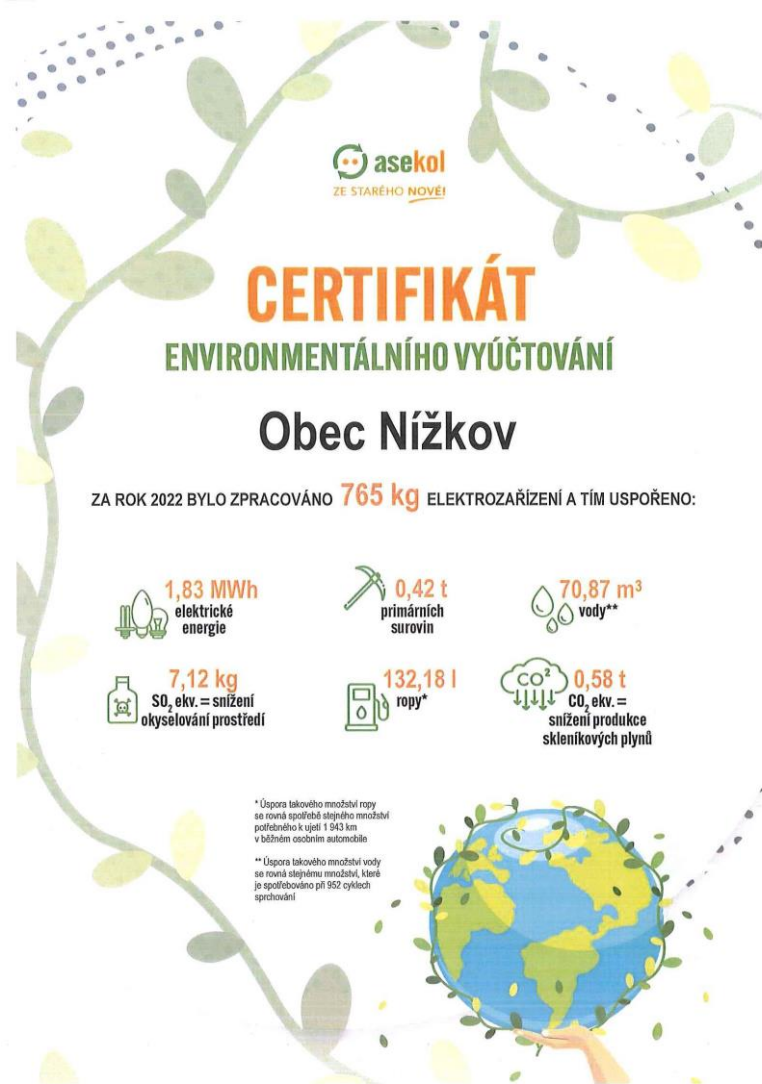 asekol
ZE STARÉHO NOVÉ!
CERTIFIKÁT
ENVIRONMENTÁLNÍHO VYÚČTOVÁNÍ
Obec Nížkov
ZA ROK 2022 BYLO ZPRACOVÁNO 765 kg ELEKTROZAŘÍZENÍ A TÍM USPOŘENO:
1,83 MWh
elektrické
energie
0,42 t
primárních
surovin
70,87 m³
vody**
7,12 kg
SO₂ ekv. = snížení
okyselování prostředí
132,18 l
ropy*
CO²
0,58 t
CO₂ ekv. =
snížení produkce
skleníkových plynů
* Úspora takového množství ropy
se rovná spotřebě stejného množství
potřebného k ujetí 1 943 km
v běžném osobním automobile
** Úspora takového množství vody
se rovná stejnému množství, které
je spotřebováno při 952 cyklech
sprchování